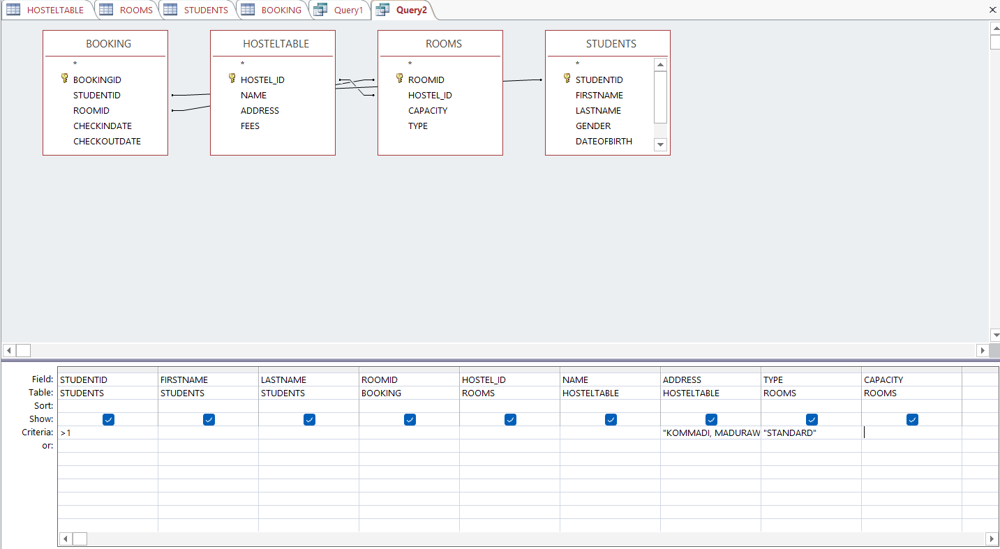 HOSTELTABLE ROOMS STUDENTS BOOKING Query1 Query2
BOOKING
*
BOOKINGID
STUDENTID
ROOMID
CHECKINDATE
CHECKOUTDATE
HOSTELTABLE
*
HOSTEL_ID
NAME
ADDRESS
FEES
ROOMS
*
ROOMID
HOSTEL_ID
CAPACITY
TYPE
STUDENTS
*
STUDENTID
FIRSTNAME
LASTNAME
GENDER
DATEOFBIRTH
Field: STUDENTID FIRSTNAME LASTNAME ROOMID HOSTEL_ID NAME ADDRESS TYPE CAPACITY
Table: STUDENTS STUDENTS STUDENTS BOOKING ROOMS HOSTELTABLE HOSTELTABLE ROOMS ROOMS
Sort:
Show:
Criteria: >1 "KOMMADI, MADURAW "STANDARD"
or: